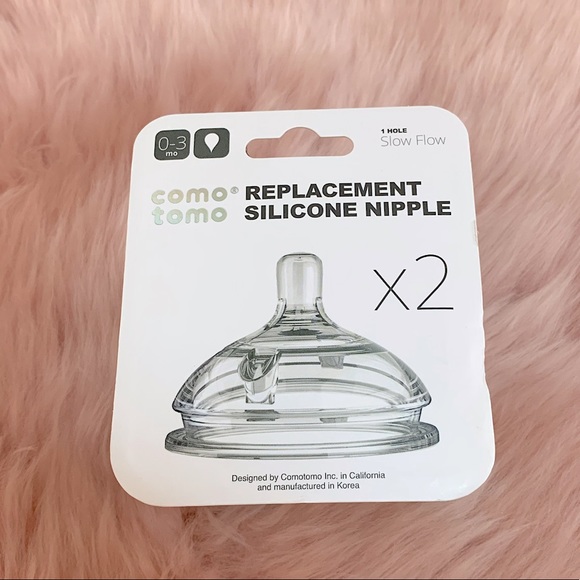 0-3
mo
1 HOLE
Slow Flow
como®
tomo
REPLACEMENT
SILICONE NIPPLE
x2
Designed by Comotomo Inc. in California
and manufactured in Korea